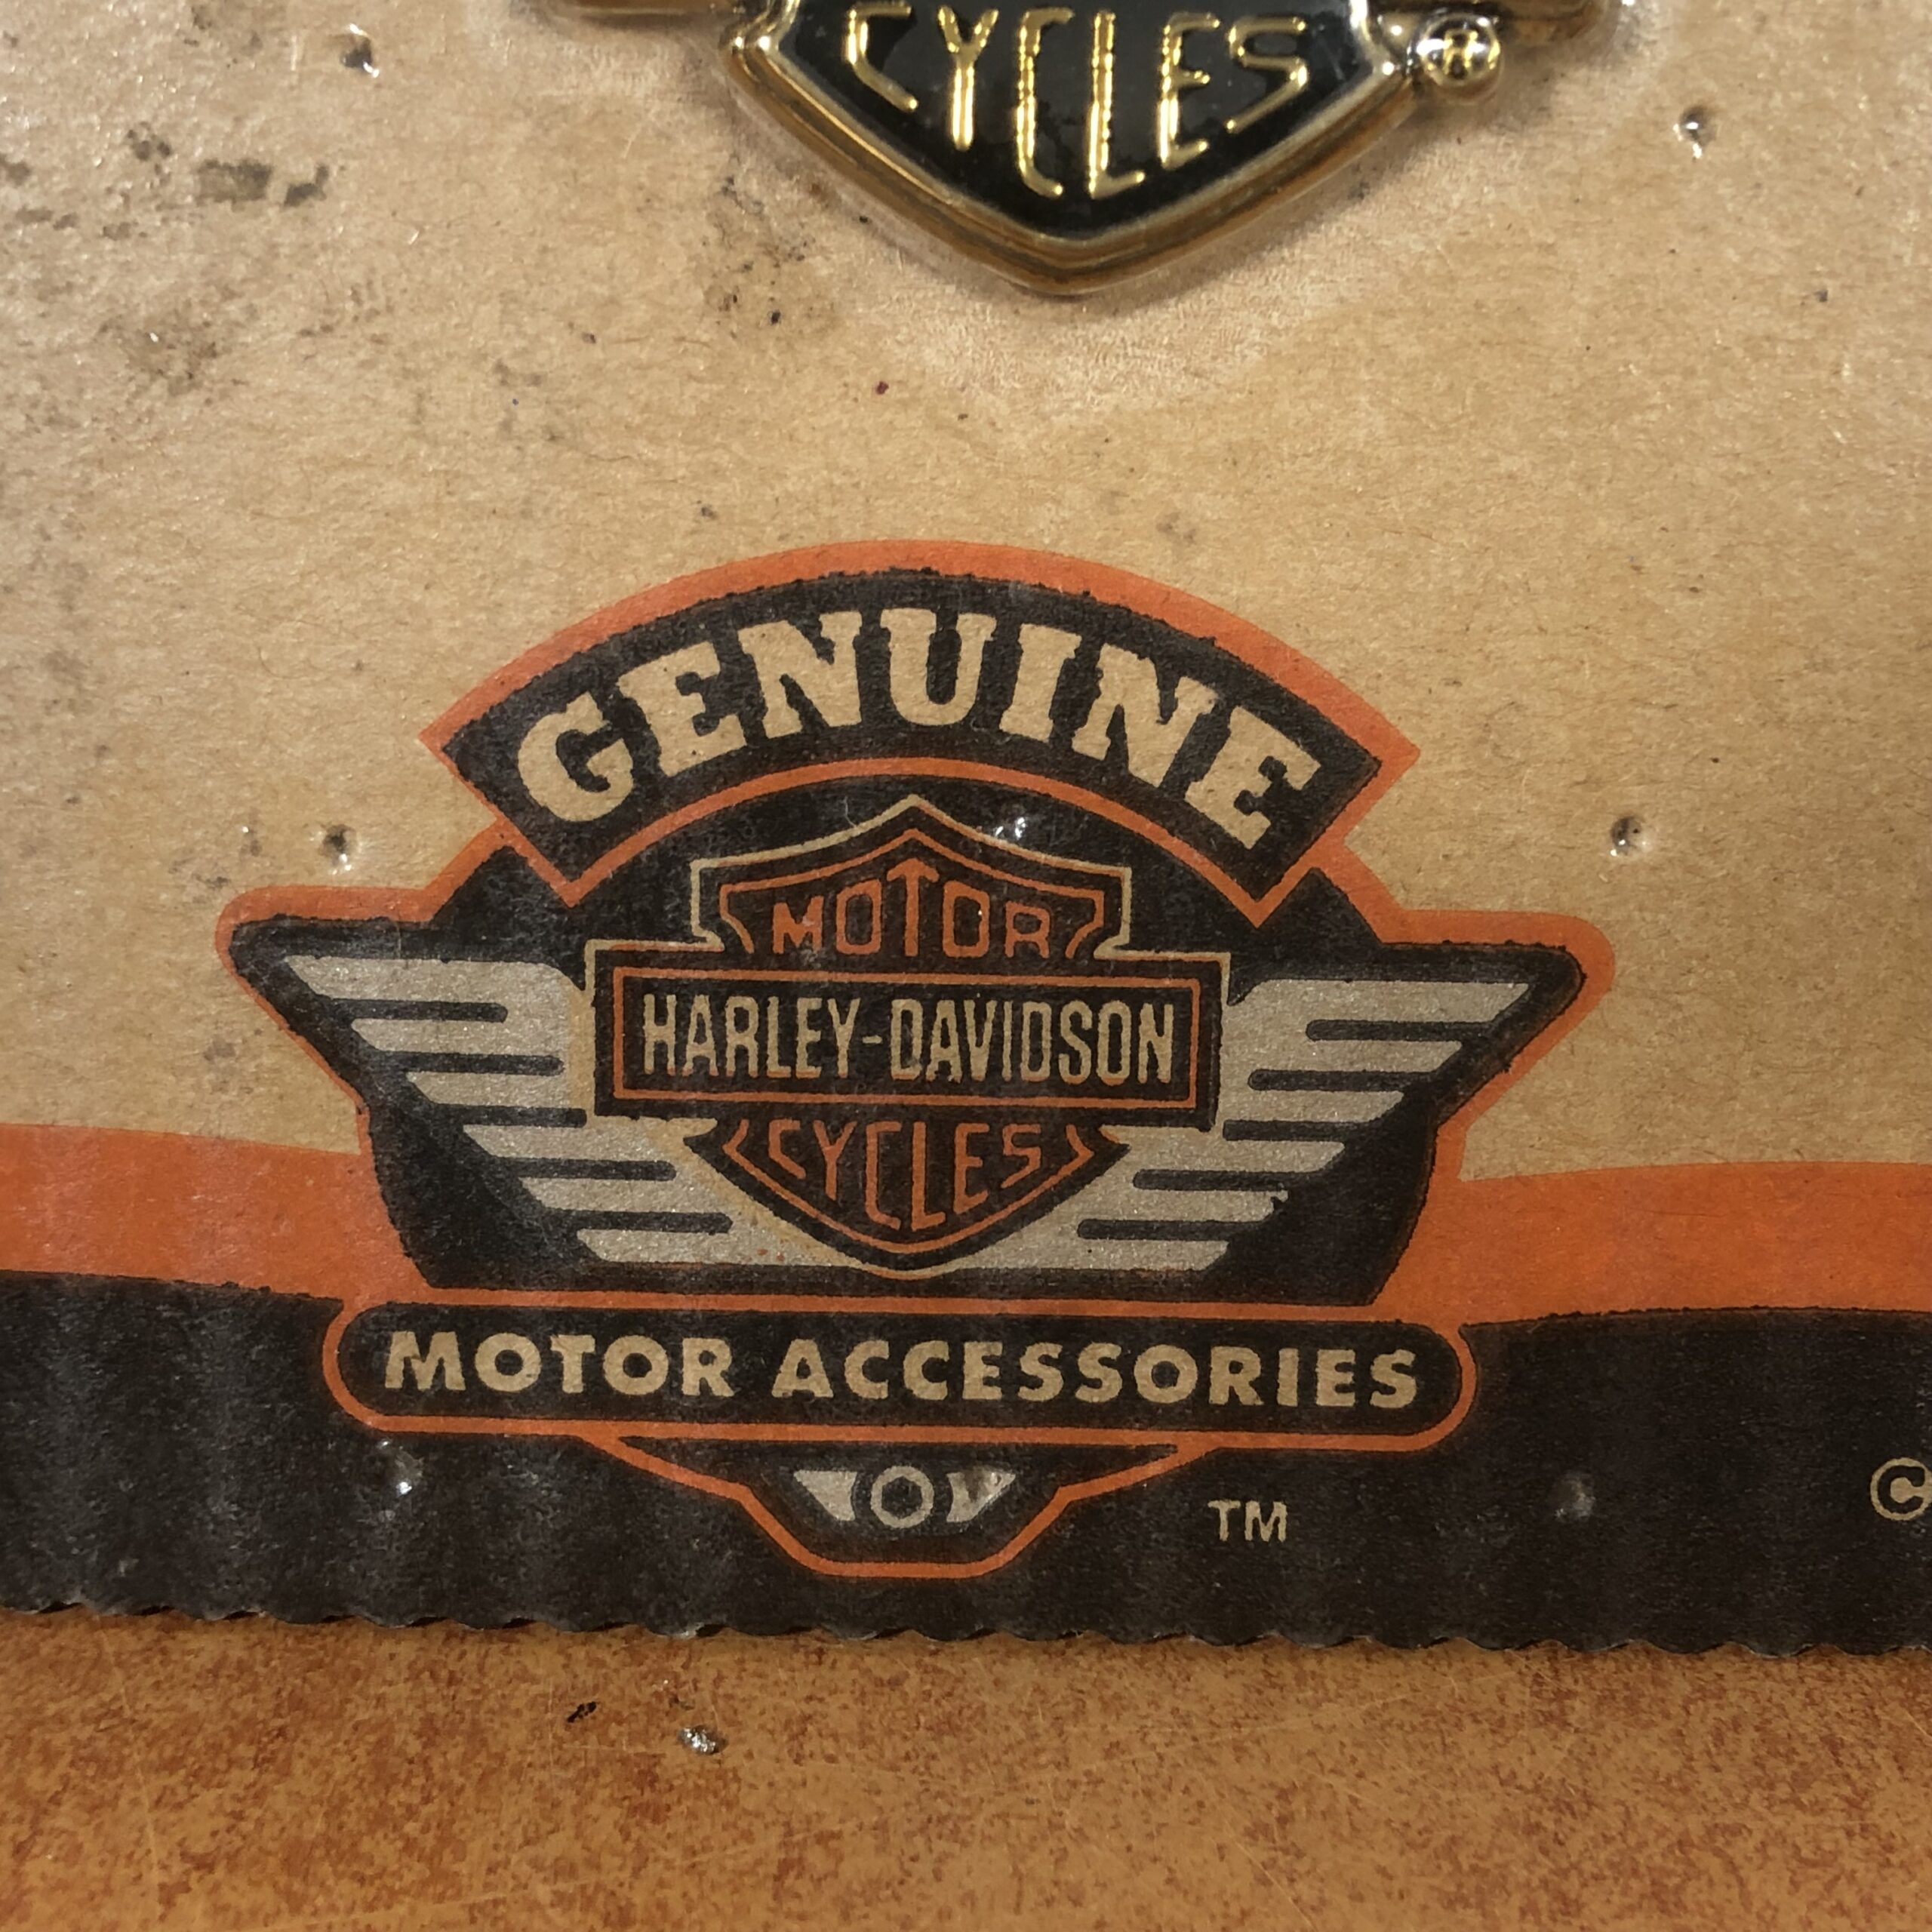 CYCLES
GENUINE
MOTOR
HARLEY-DAVIDSON
CYCLES
MOTOR ACCESSORIES
TM
©